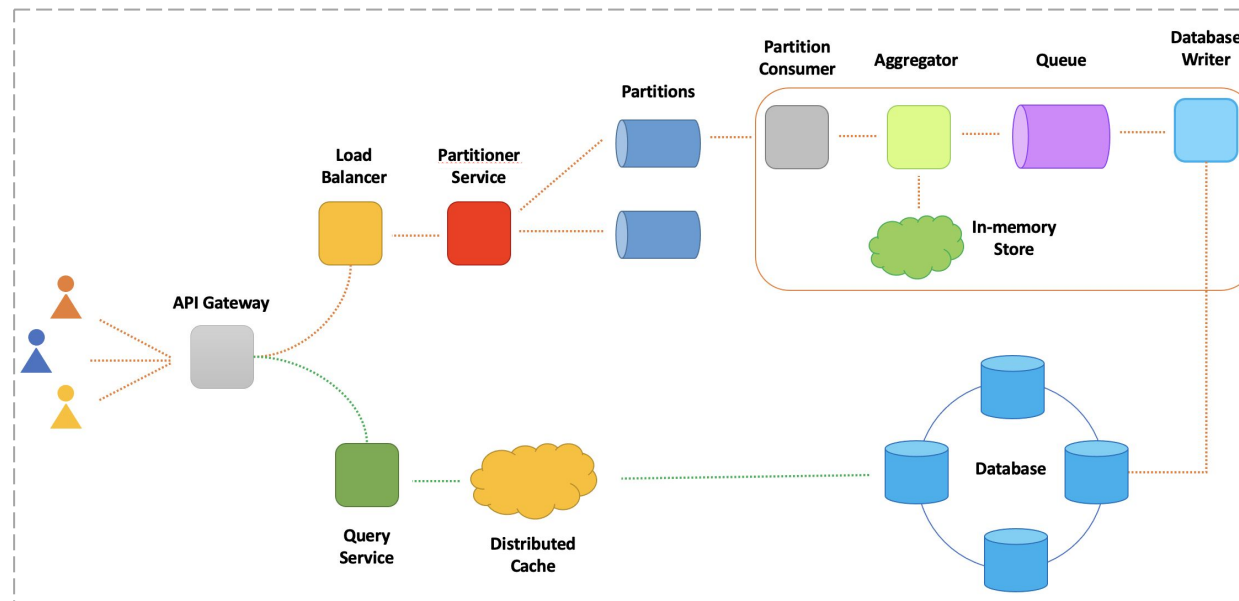 Partition
Consumer
Aggregator
Queue
Database
Writer
Partitions
Load
Balancer
Partitioner
Service
In-memory
Store
API Gateway
Database
Query
Service
Distributed
Cache